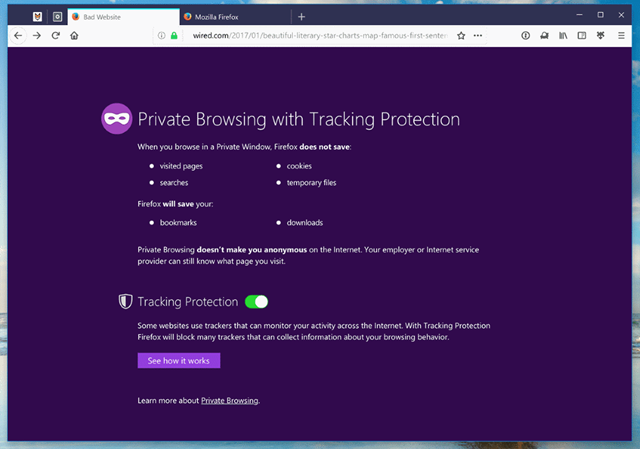 Bad Website
Mozilla Firefox
wired.com/2017/01/beautiful-literary-star-charts-map-famous-first-sente
Private Browsing with Tracking Protection
When you browse in a Private Window, Firefox does not save:
visited pages
cookies
searches
temporary files
Firefox will save your:
bookmarks
downloads
Private Browsing doesn't make you anonymous on the Internet. Your employer or Internet service
provider can still know what page you visit.
Tracking Protection
Some websites use trackers that can monitor your activity across the Internet. With Tracking Protection
Firefox will block many trackers that can collect information about your browsing behavior.
See how it works
Learn more about Private Browsing.